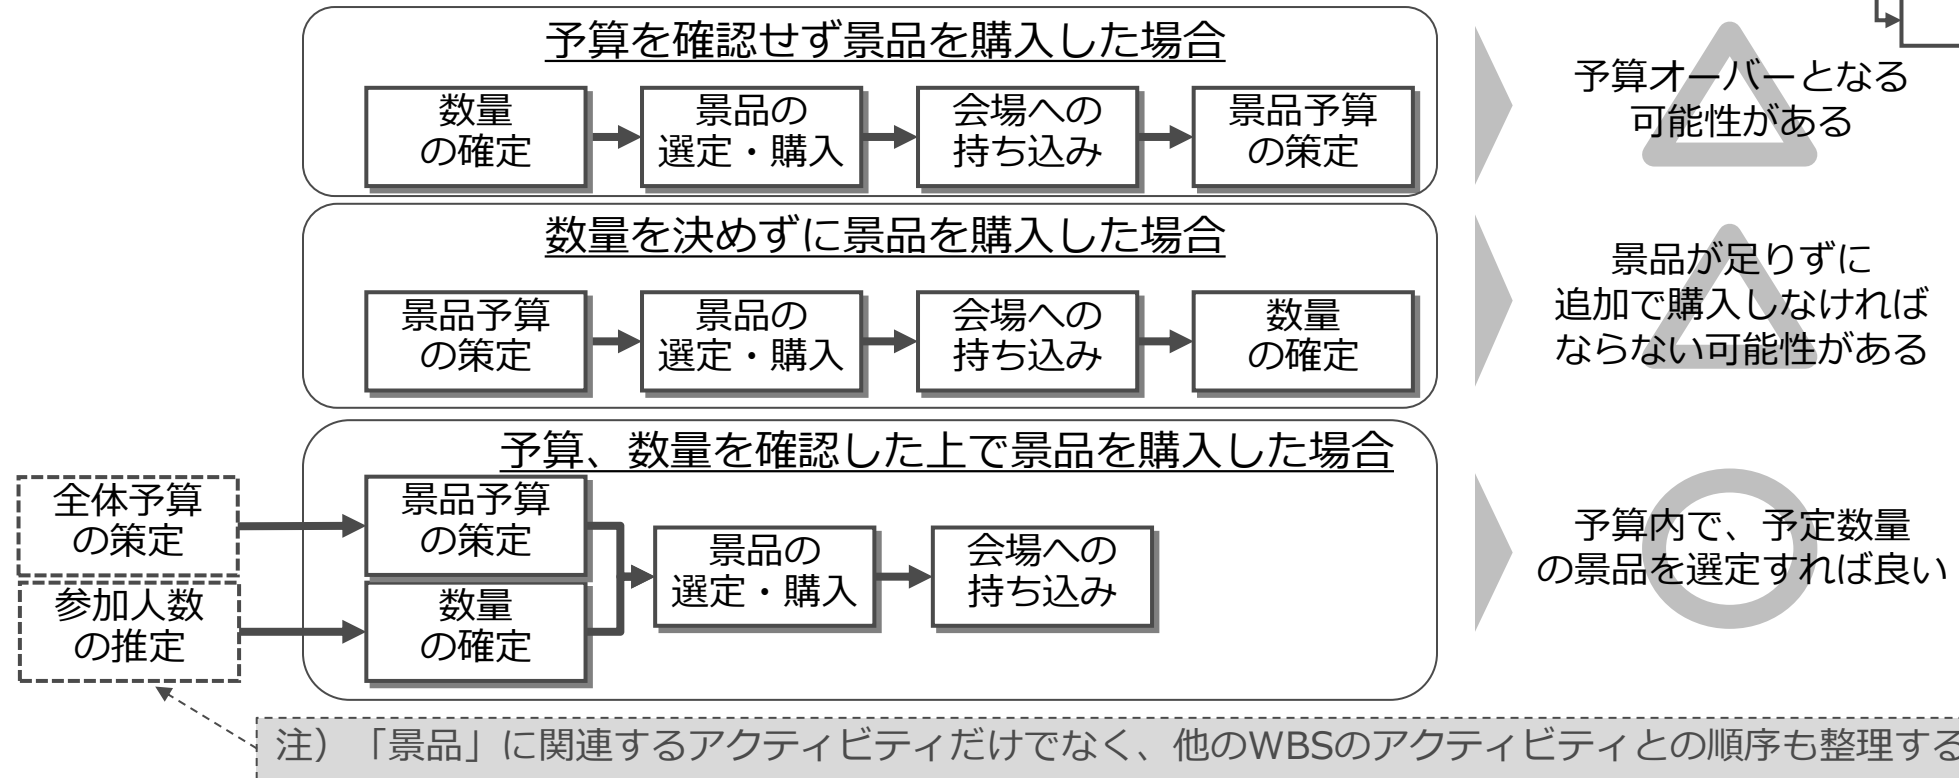 予算を確認せず景品を購入した場合
数量
の確定
景品の
選定・購入
会場への
持ち込み
景品予算
の策定
予算オーバーとなる
可能性がある
数量を決めずに景品を購入した場合
景品予算
の策定
景品の
選定・購入
会場への
持ち込み
数量
の確定
景品が足りずに
追加で購入しなければ
ならない可能性がある
予算、数量を確認した上で景品を購入した場合
全体予算
の策定
参加人数
の推定
景品予算
の策定
数量
の確定
景品の
選定・購入
会場への
持ち込み
予算内で、予定数量
の景品を選定すれば良い
注）「景品」に関連するアクティビティだけでなく、他のWBSのアクティビティとの順序も整理する